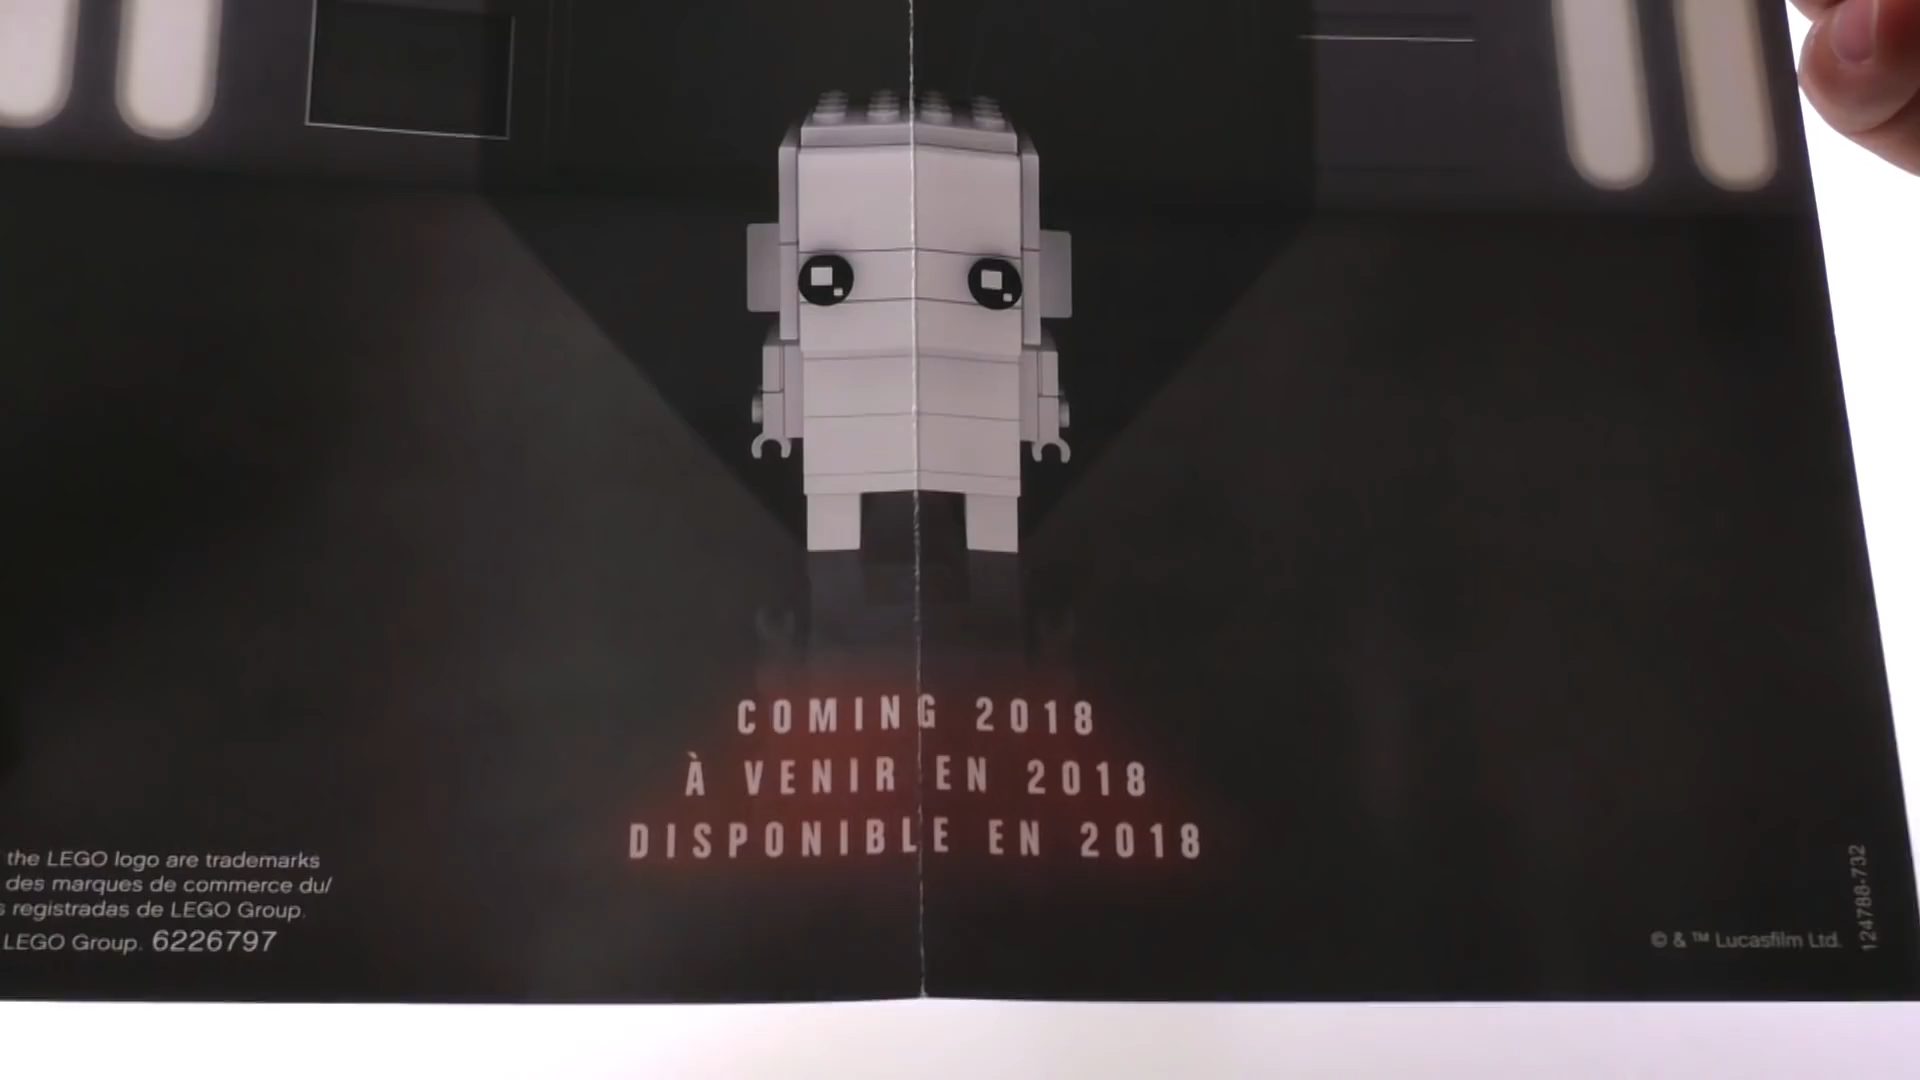 COMING 2018
À VENIR EN 2018
DISPONIBLE EN 2018
the LEGO logo are trademarks
des marques de commerce du/
s registradas de LEGO Group.
LEGO Group. 6226797
© & ™ Lucasfilm Ltd.
124788-732